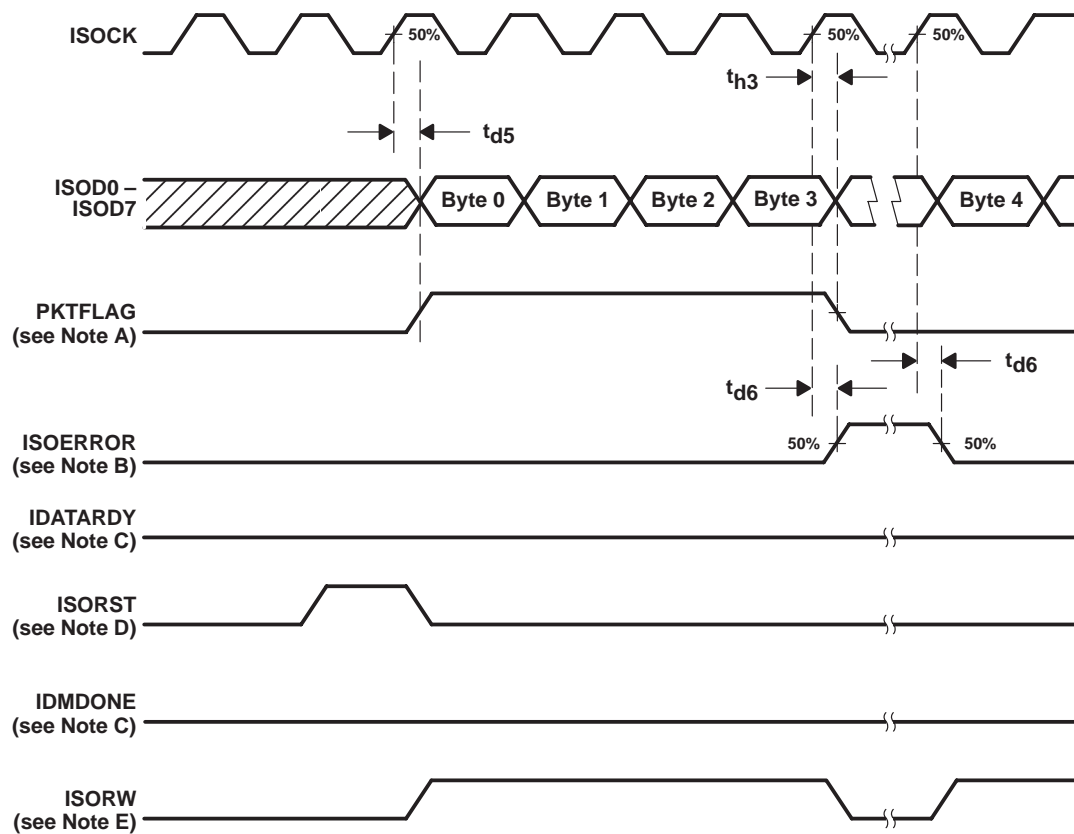 ISOCK
50%
50%
50%
th3
td5
ISOD0 –
ISOD7
Byte 0
Byte 1
Byte 2
Byte 3
Byte 4
PKTFLAG
(see Note A)
td6
td6
ISOERROR
(see Note B)
50%
50%
IDATARDY
(see Note C)
ISORST
(see Note D)
IDMDONE
(see Note C)
ISORW
(see Note E)